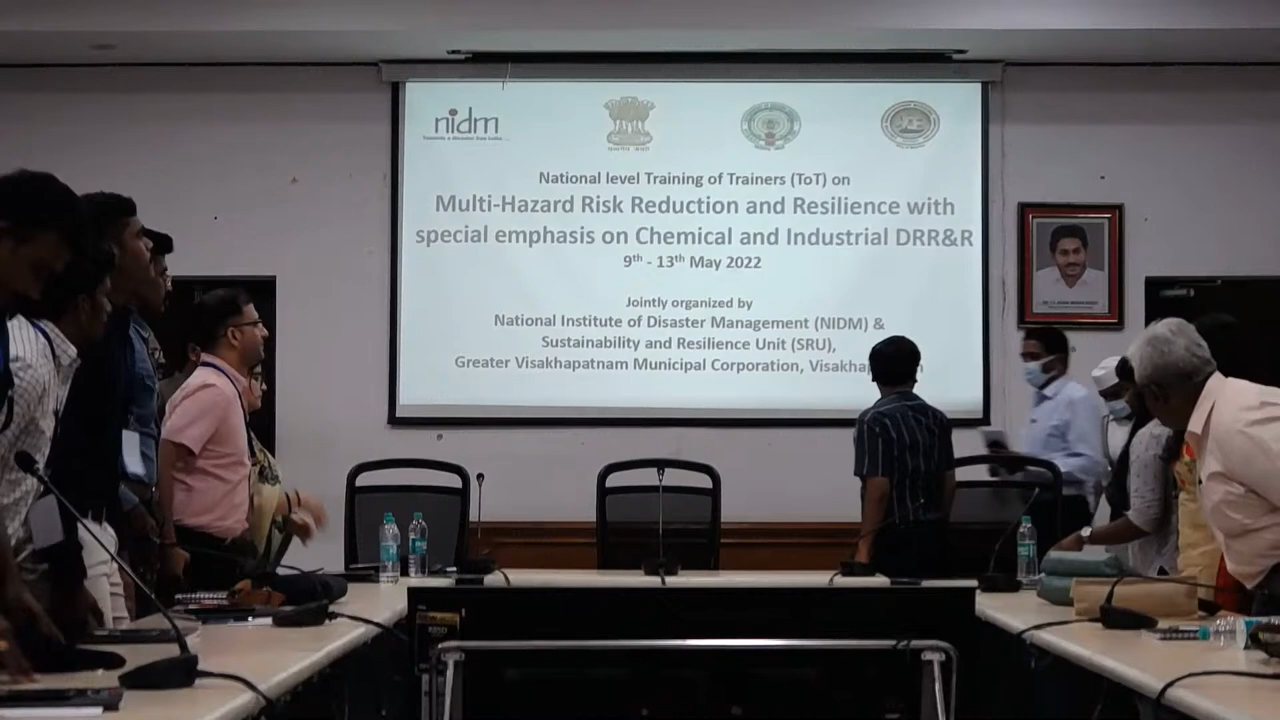 nidm
National level Training of Trainers (ToT) on
Multi-Hazard Risk Reduction and Resilience with
special emphasis on Chemical and Industrial DRR&R
9th - 13th May 2022
Jointly organized by
National Institute of Disaster Management (NIDM) &
Sustainability and Resilience Unit (SRU),
Greater Visakhapatnam Municipal Corporation,